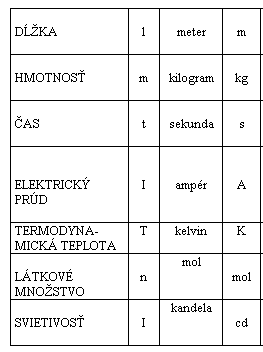 DĹŽKA l meter m
HMOTNOSŤ m kilogram kg
ČAS t sekunda s
ELEKTRICKÝ
PRÚD I ampér A
TERMODYNA-
MICKÁ TEPLOTA T kelvin K
LÁTKOVÉ
MNOŽSTVO n mol mol
SVIETIVOSŤ I kandela cd